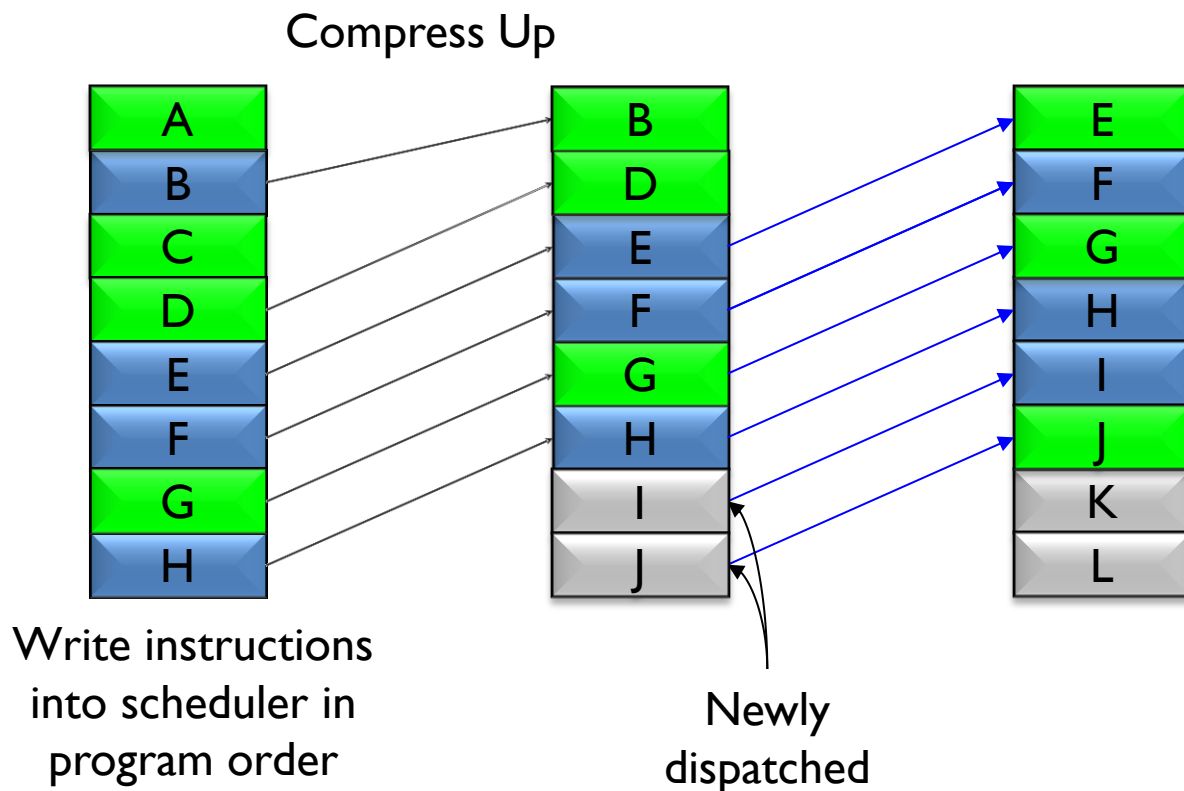 Compress Up
A
B
C
D
E
F
G
H
B
D
E
F
G
H
I
J
E
F
G
H
I
J
K
L
Write instructions
into scheduler in
program order
Newly
dispatched